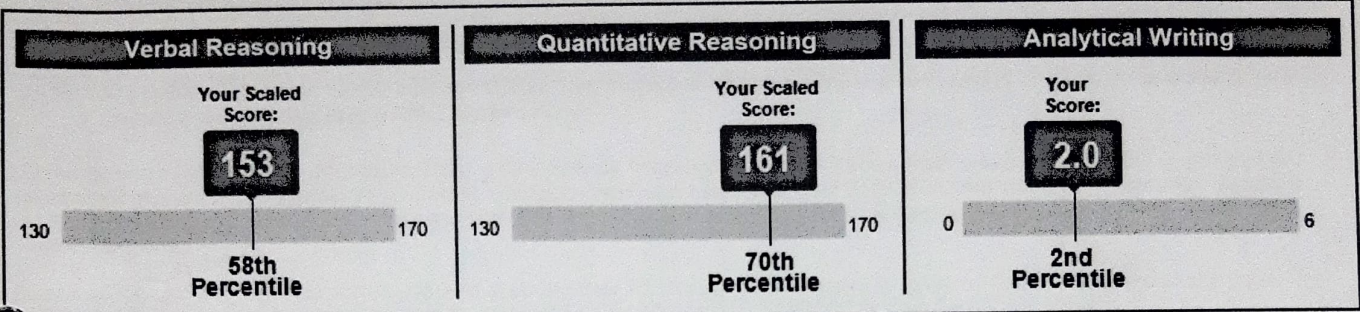 Verbal Reasoning
Your Scaled
Score:
153
130
170
58th
Percentile
Quantitative Reasoning
Your Scaled
Score:
161
130
170
70th
Percentile
Analytical Writing
Your
Score:
2.0
0
6
2nd
Percentile